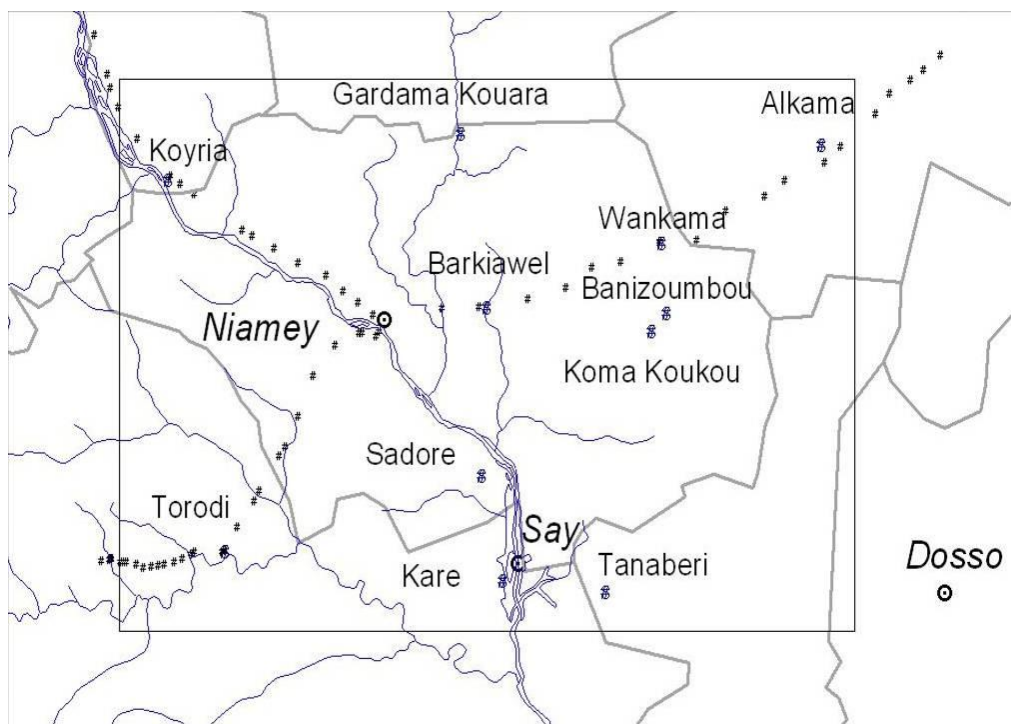 Gardama Kouara
Alkama
Koyria
Wankama
Barkiawel
Banizoumbou
Niamey
Koma Koukou
Sadore
Torodi
Say
Kare
Tanaberi
Dosso